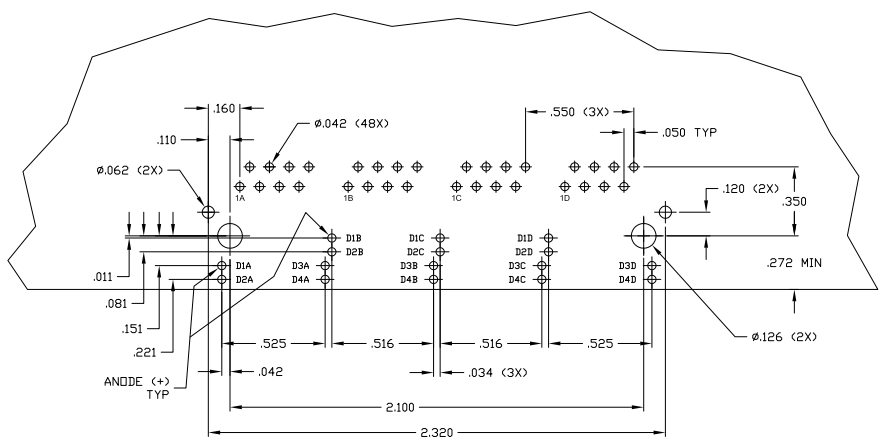 .160
.550 (3X)
.110
Ø.042 (48X)
.050 TYP
Ø.062 (2X)
1A
1B
1C
1D
.120 (2X)
.350
D1B
D1C
D1D
D2B
D2C
D2D
.011
D1A
D3A
D3B
D3C
D3D
.272 MIN
D2A
D4A
D4B
D4C
D4D
.081
.151
.221
.525
.516
.516
.525
Ø.126 (2X)
.042
.034 (3X)
ANODE (+)
TYP
2.100
2.320